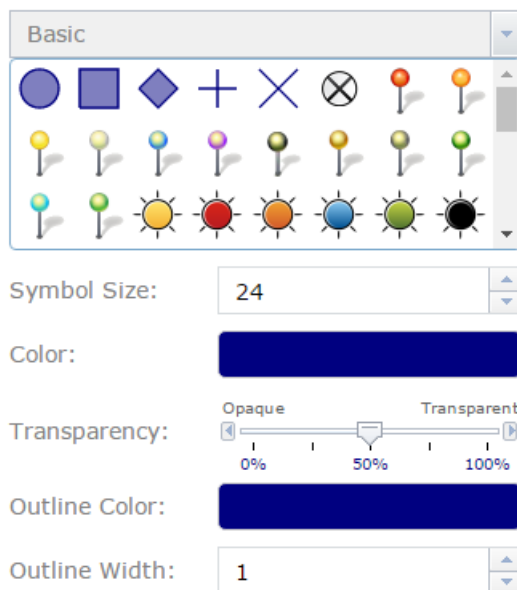 Basic
Symbol Size:
24
Color:
Opaque Transparent
Transparency:
0% 50% 100%
Outline Color:
Outline Width:
1